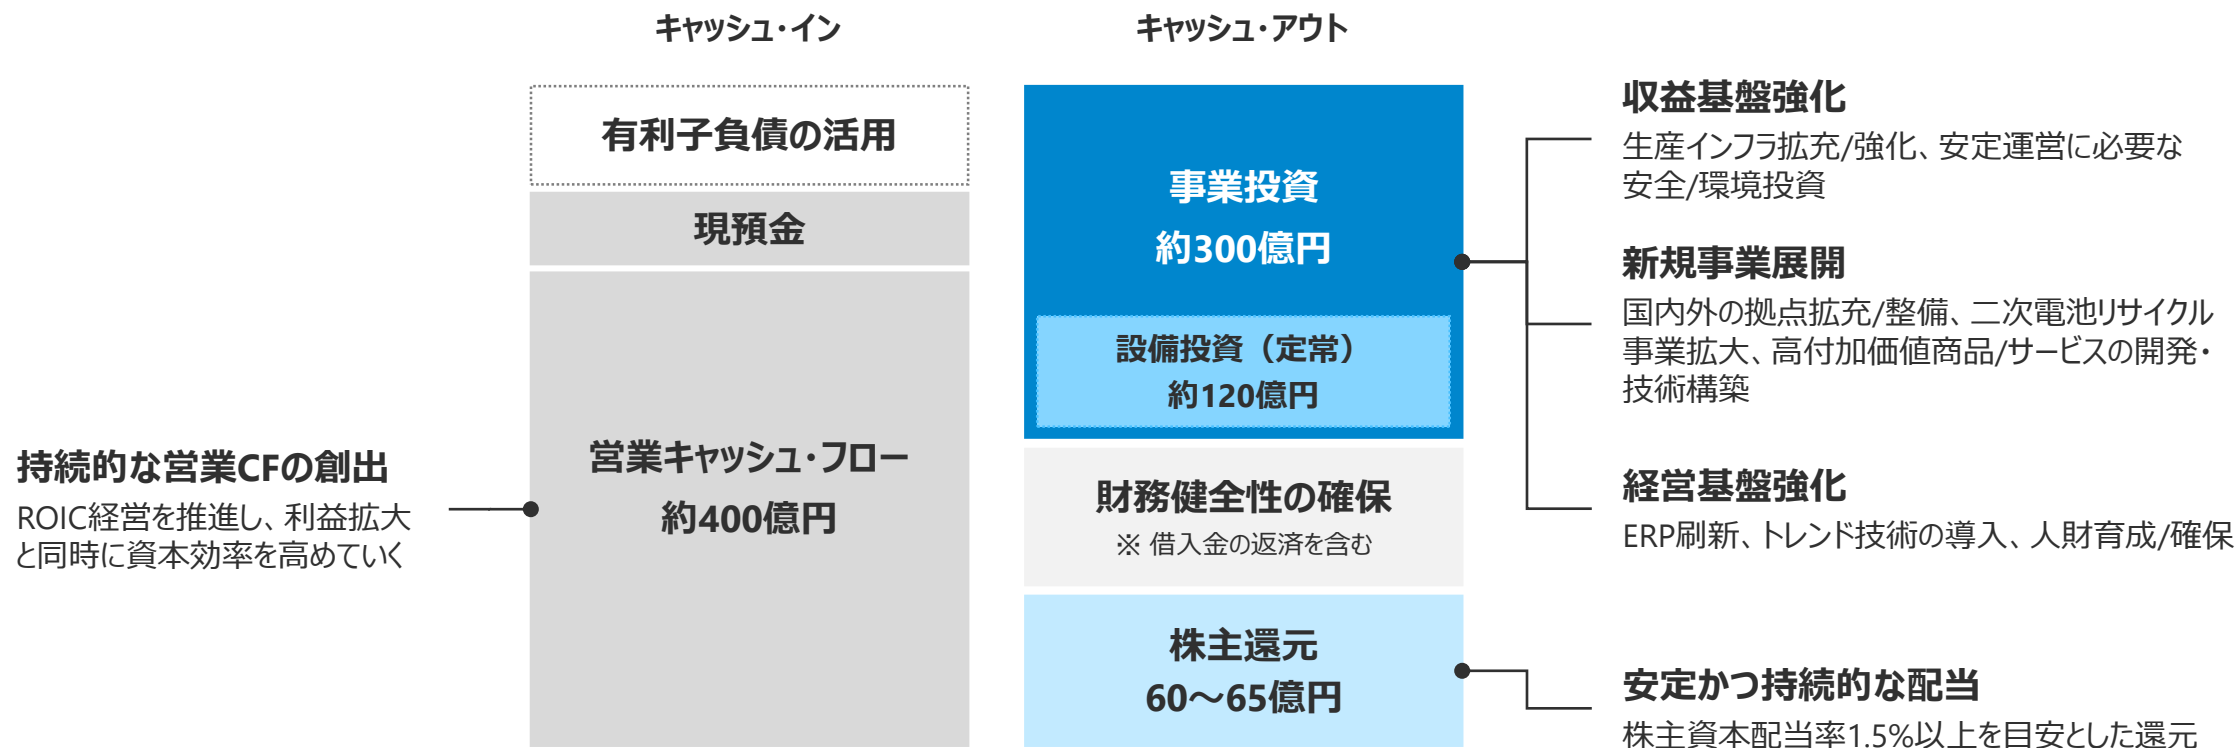 キャッシュ・イン
キャッシュ・アウト
有利子負債の活用
現預金
営業キャッシュ・フロー
約400億円
持続的な営業CFの創出
ROIC経営を推進し、利益拡大
と同時に資本効率を高めていく
事業投資
約300億円
設備投資（定常）
約120億円
財務健全性の確保
※ 借入金の返済を含む
株主還元
60～65億円
収益基盤強化
生産インフラ拡充/強化、安定運営に必要な
安全/環境投資
新規事業展開
国内外の拠点拡充/整備、二次電池リサイクル
事業拡大、高付加価値商品/サービスの開発・
技術構築
経営基盤強化
ERP刷新、トレンド技術の導入、人財育成/確保
安定かつ持続的な配当
株主資本配当率1.5%以上を目安とした還元